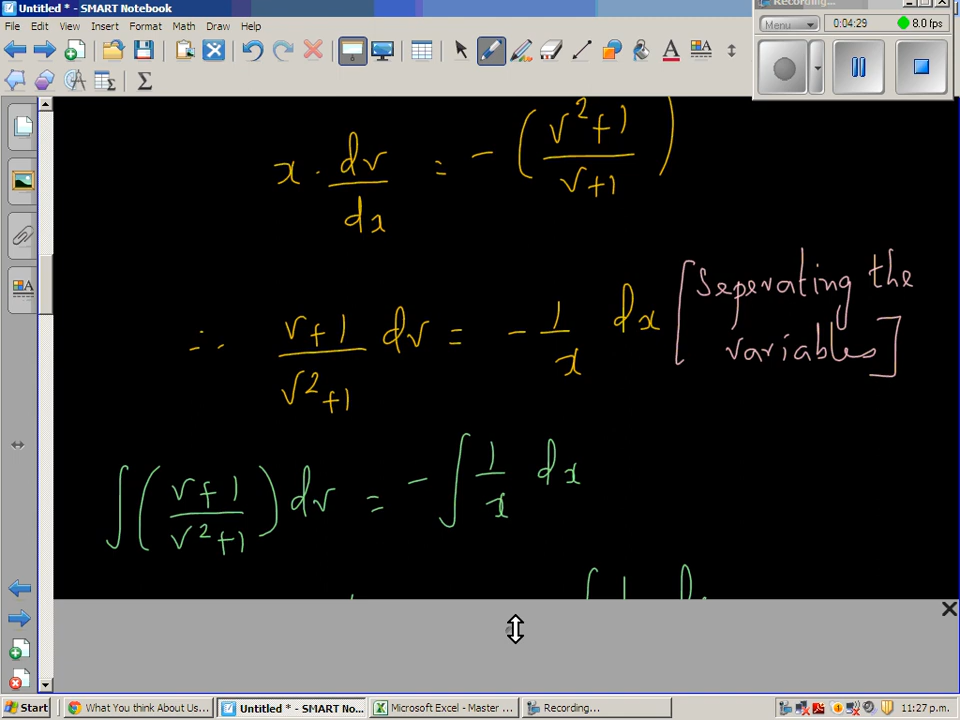 Untitled * - SMART Notebook
Recording...
File Edit View Insert Format Math Draw Help
Menu 0:04:29 8.0 fps
x · dv/dx = - (v²+1 / v+1)
∴ v+1 / v²+1 dv = - 1/x dx [Seperating the
variables]
∫ (v+1 / v²+1) dv = - ∫ 1/x dx
Start What You think About Us... Untitled * - SMART No... Microsoft Excel - Master ... Recording... 11:27 p.m.